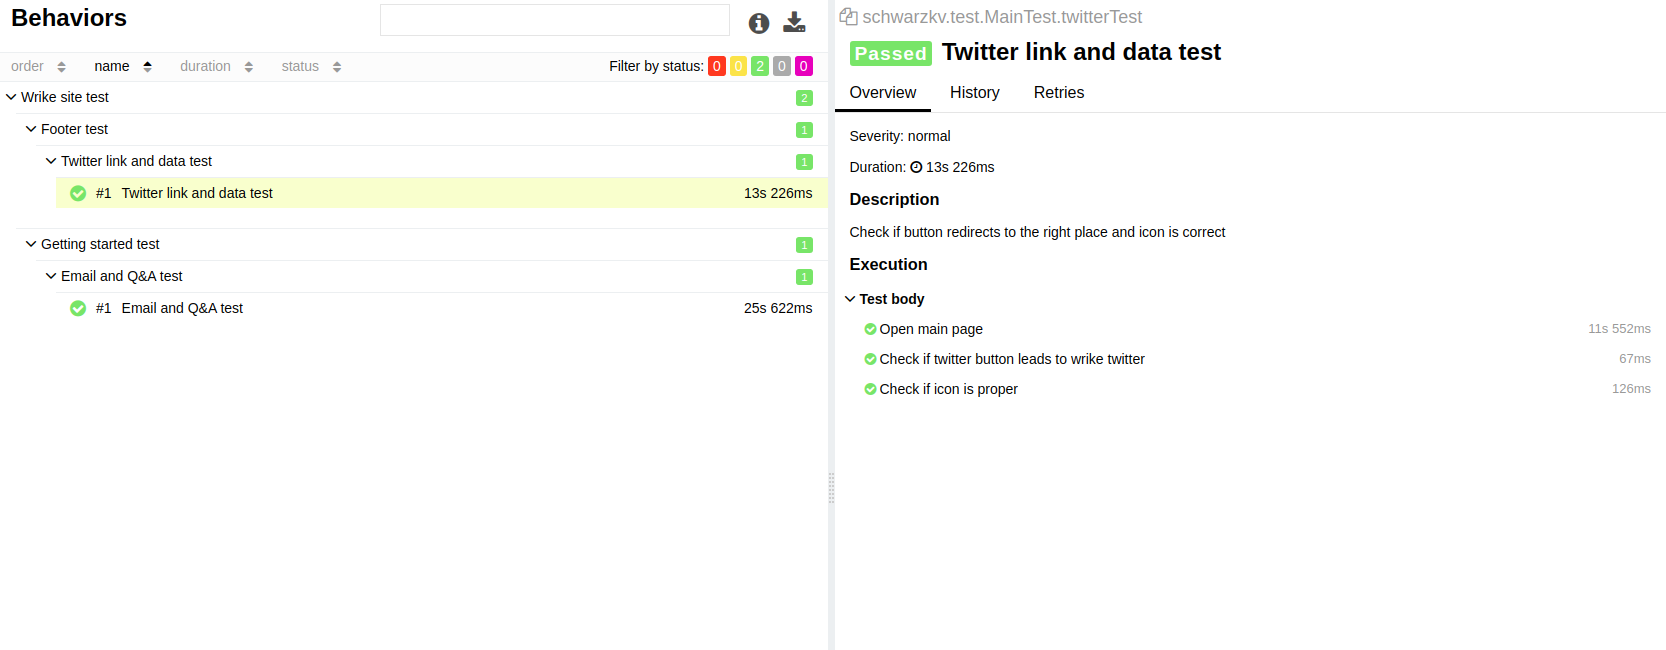 Behaviors
order name duration status Filter by status: 0 0 2 0 0
Wrike site test 2
Footer test 1
Twitter link and data test 1
#1 Twitter link and data test 13s 226ms
Getting started test 1
Email and Q&A test 1
#1 Email and Q&A test 25s 622ms
schwarzkv.test.MainTest.twitterTest
Passed Twitter link and data test
Overview History Retries
Severity: normal
Duration: 13s 226ms
Description
Check if button redirects to the right place and icon is correct
Execution
Test body
Open main page 11s 552ms
Check if twitter button leads to wrike twitter 67ms
Check if icon is proper 126ms